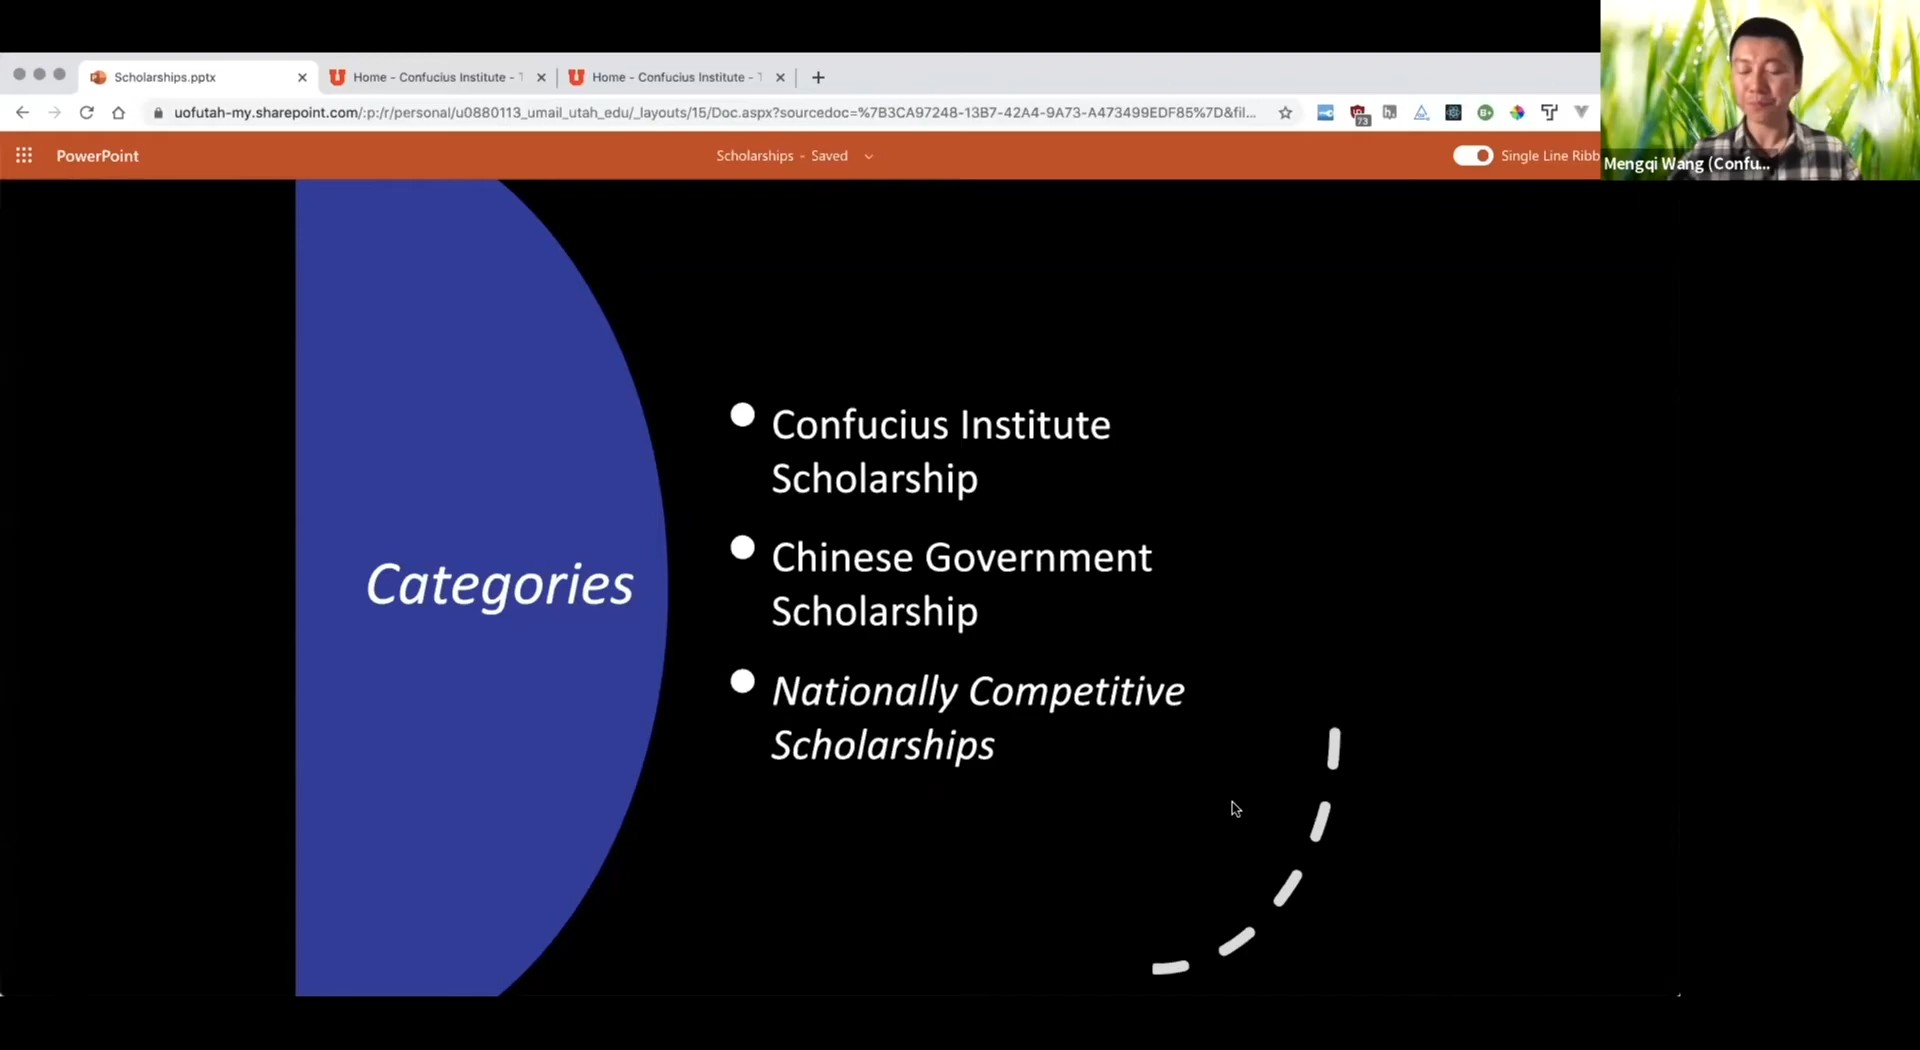 Scholarships.pptx
Home - Confucius Institute - T
Home - Confucius Institute - T
uofutah-my.sharepoint.com/:p:/r/personal/u0880113_umail_utah_edu/_layouts/15/Doc.aspx?sourcedoc=%7B3CA97248-13B7-42A4-9A73-A473499EDF85%7D&fil...
73
PowerPoint
Scholarships - Saved
Single Line Ribb
Mengqi Wang (Confu...
Categories
Confucius Institute
Scholarship
Chinese Government
Scholarship
Nationally Competitive
Scholarships